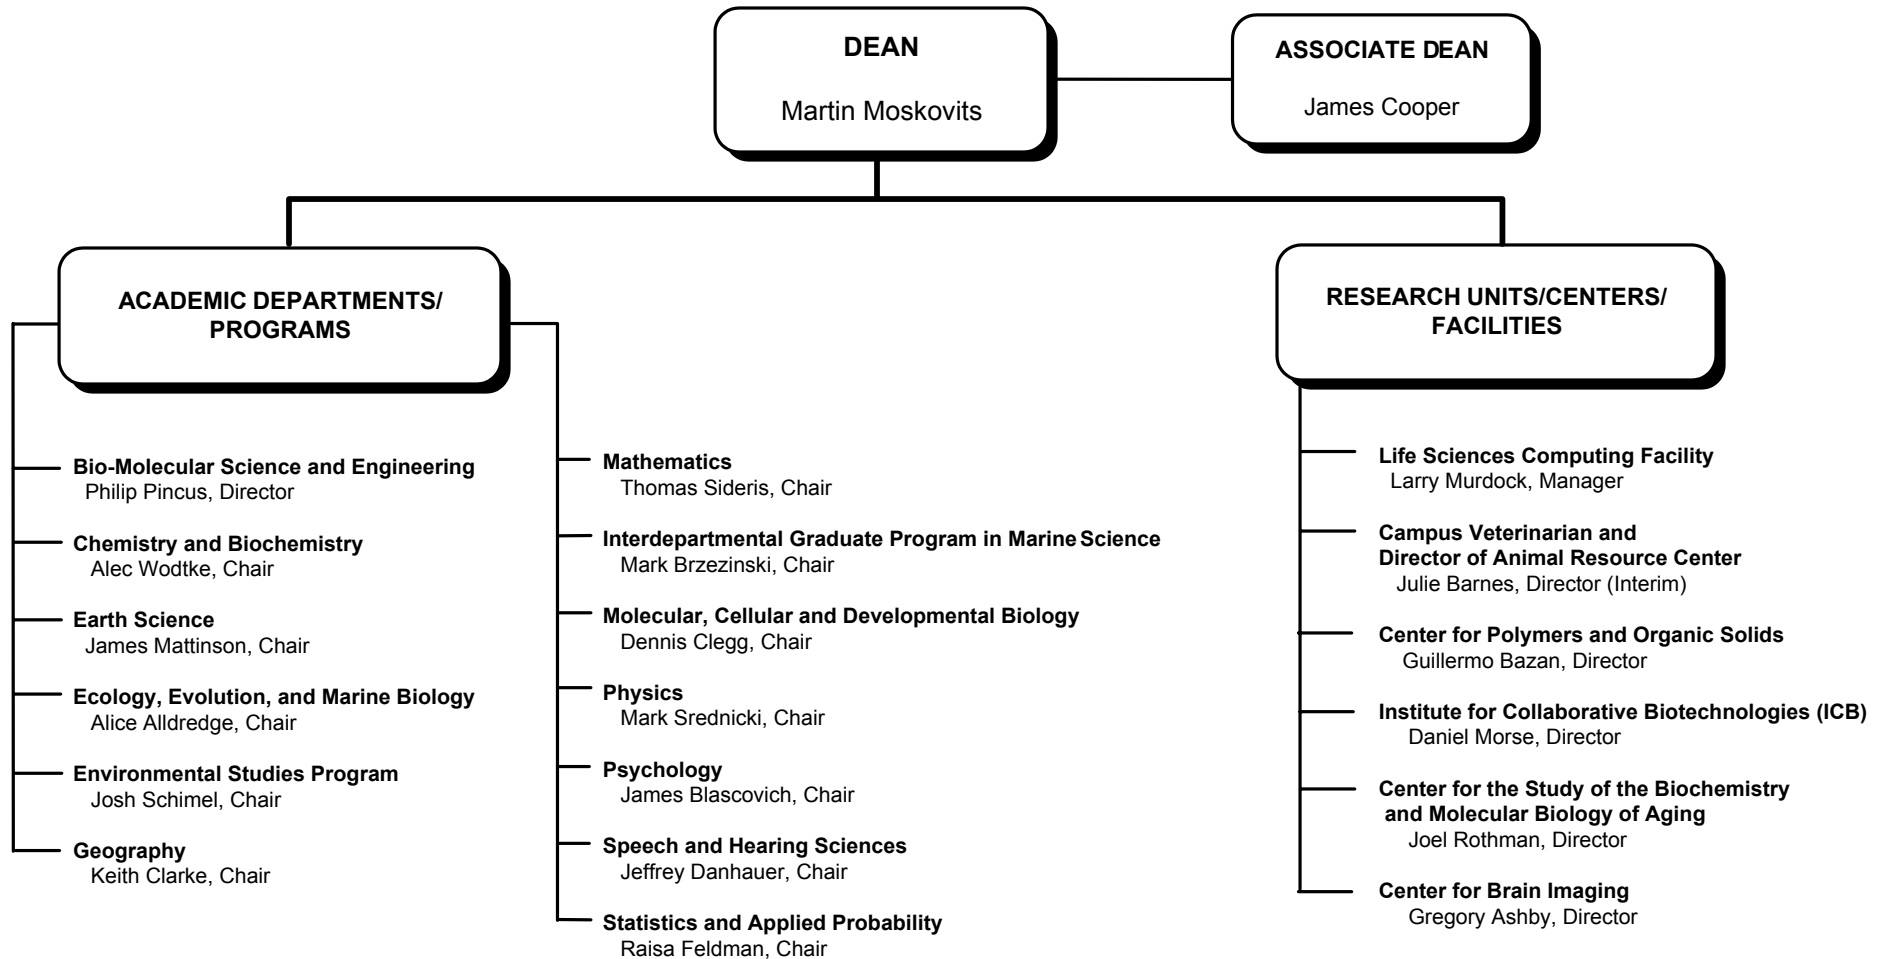 DEAN
Martin Moskovits
ASSOCIATE DEAN
James Cooper
ACADEMIC DEPARTMENTS/
PROGRAMS
Bio-Molecular Science and Engineering
Philip Pincus, Director
Chemistry and Biochemistry
Alec Wodtke, Chair
Earth Science
James Mattinson, Chair
Ecology, Evolution, and Marine Biology
Alice Alldredge, Chair
Environmental Studies Program
Josh Schimel, Chair
Geography
Keith Clarke, Chair
Mathematics
Thomas Sideris, Chair
Interdepartmental Graduate Program in Marine Science
Mark Brzezinski, Chair
Molecular, Cellular and Developmental Biology
Dennis Clegg, Chair
Physics
Mark Srednicki, Chair
Psychology
James Blascovich, Chair
Speech and Hearing Sciences
Jeffrey Danhauer, Chair
Statistics and Applied Probability
Raisa Feldman, Chair
RESEARCH UNITS/CENTERS/
FACILITIES
Life Sciences Computing Facility
Larry Murdock, Manager
Campus Veterinarian and
Director of Animal Resource Center
Julie Barnes, Director (Interim)
Center for Polymers and Organic Solids
Guillermo Bazan, Director
Institute for Collaborative Biotechnologies (ICB)
Daniel Morse, Director
Center for the Study of the Biochemistry
and Molecular Biology of Aging
Joel Rothman, Director
Center for Brain Imaging
Gregory Ashby, Director